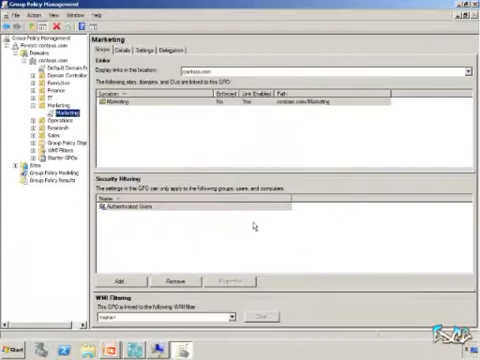 Group Policy Management
File Action View Window Help
Group Policy Management
Forest: contoso.com
Domains
contoso.com
Default Domain P
Domain Controller
Executive
Finance
IT
Marketing
Marketing
Operations
Research
Sales
Group Policy Objec
WMI Filters
Starter GPOs
Sites
Group Policy Modeling
Group Policy Results
Marketing
Scope Details Settings Delegation
Links
Display links in this location: contoso.com
The following sites, domains, and OUs are linked to this GPO:
Location Enforced Link Enabled Path
Marketing No Yes contoso.com/Marketing
Security Filtering
The settings in this GPO can only apply to the following groups, users, and computers:
Name
Authenticated Users
Add... Remove Properties
WMI Filtering
This GPO is linked to the following WMI filter:
<none> Open
Start